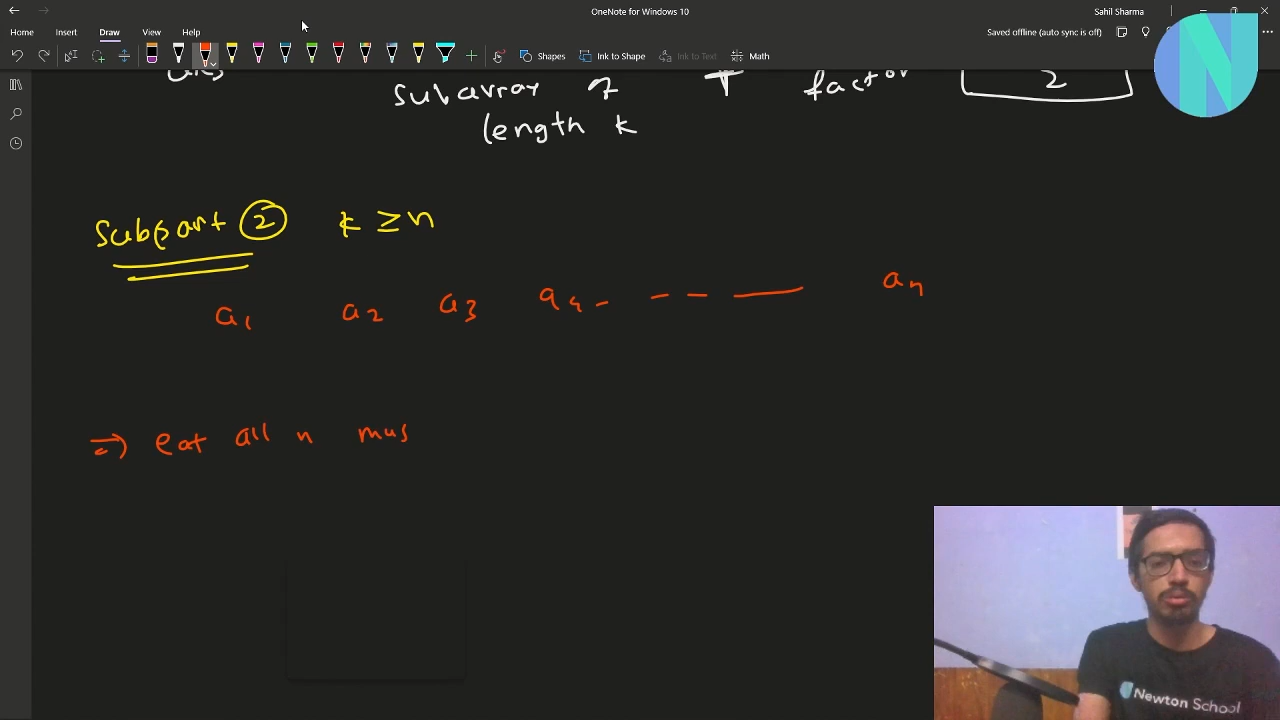 OneNote for Windows 10
Sahil Sharma
Home Insert Draw View Help
Saved offline (auto sync is off)
Shapes Ink to Shape Ink to Text Math
subarray of factor 2
length k
Subpart 2 k ≥ n
a1 a2 a3 a4 - - - — an
⇒ eat all n mus
Newton School